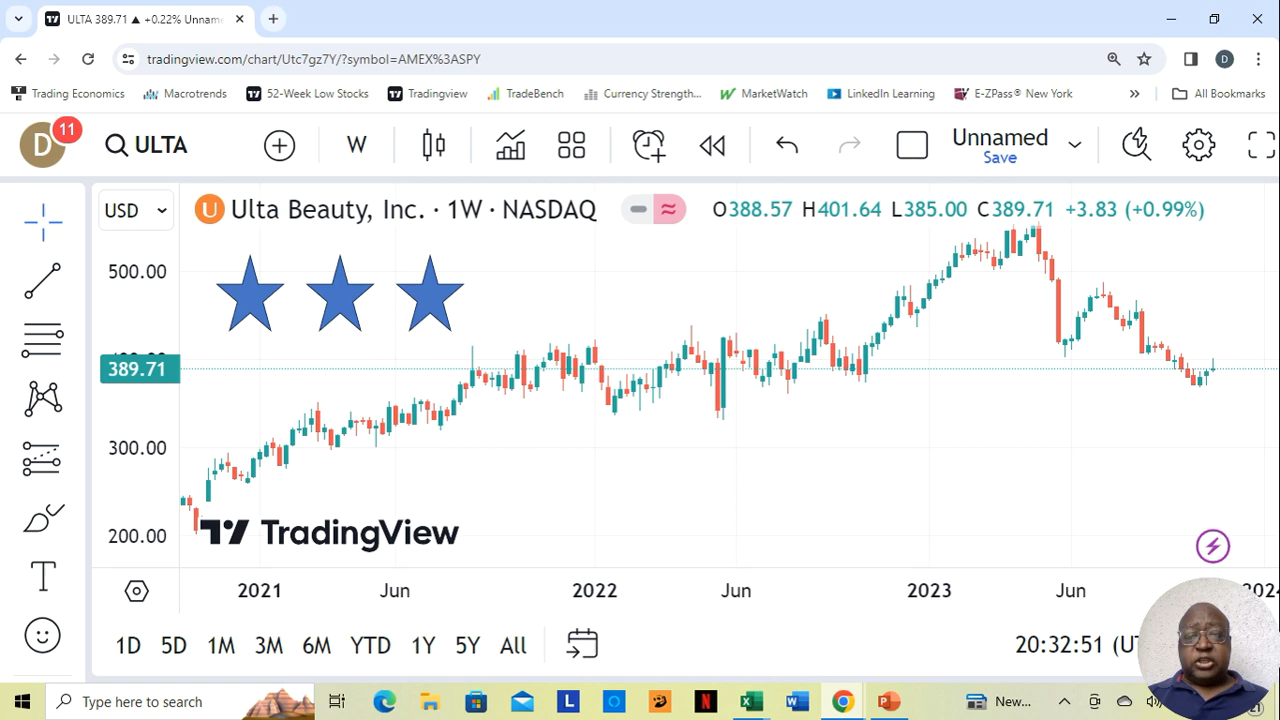 ULTA 389.71 ▲ +0.22% Unnam
tradingview.com/chart/Utc7gz7Y/?symbol=AMEX%3ASPY
D
Trading Economics
Macrotrends
52-Week Low Stocks
Tradingview
TradeBench
Currency Strength...
MarketWatch
LinkedIn Learning
E-ZPass® New York
All Bookmarks
D
11
ULTA
W
Unnamed
Save
USD
Ulta Beauty, Inc. · 1W · NASDAQ
O388.57 H401.64 L385.00 C389.71 +3.83 (+0.99%)
500.00
389.71
300.00
200.00
TradingView
2021 Jun 2022 Jun 2023 Jun
1D 5D 1M 3M 6M YTD 1Y 5Y All
20:32:51 (UT
Type here to search
New...